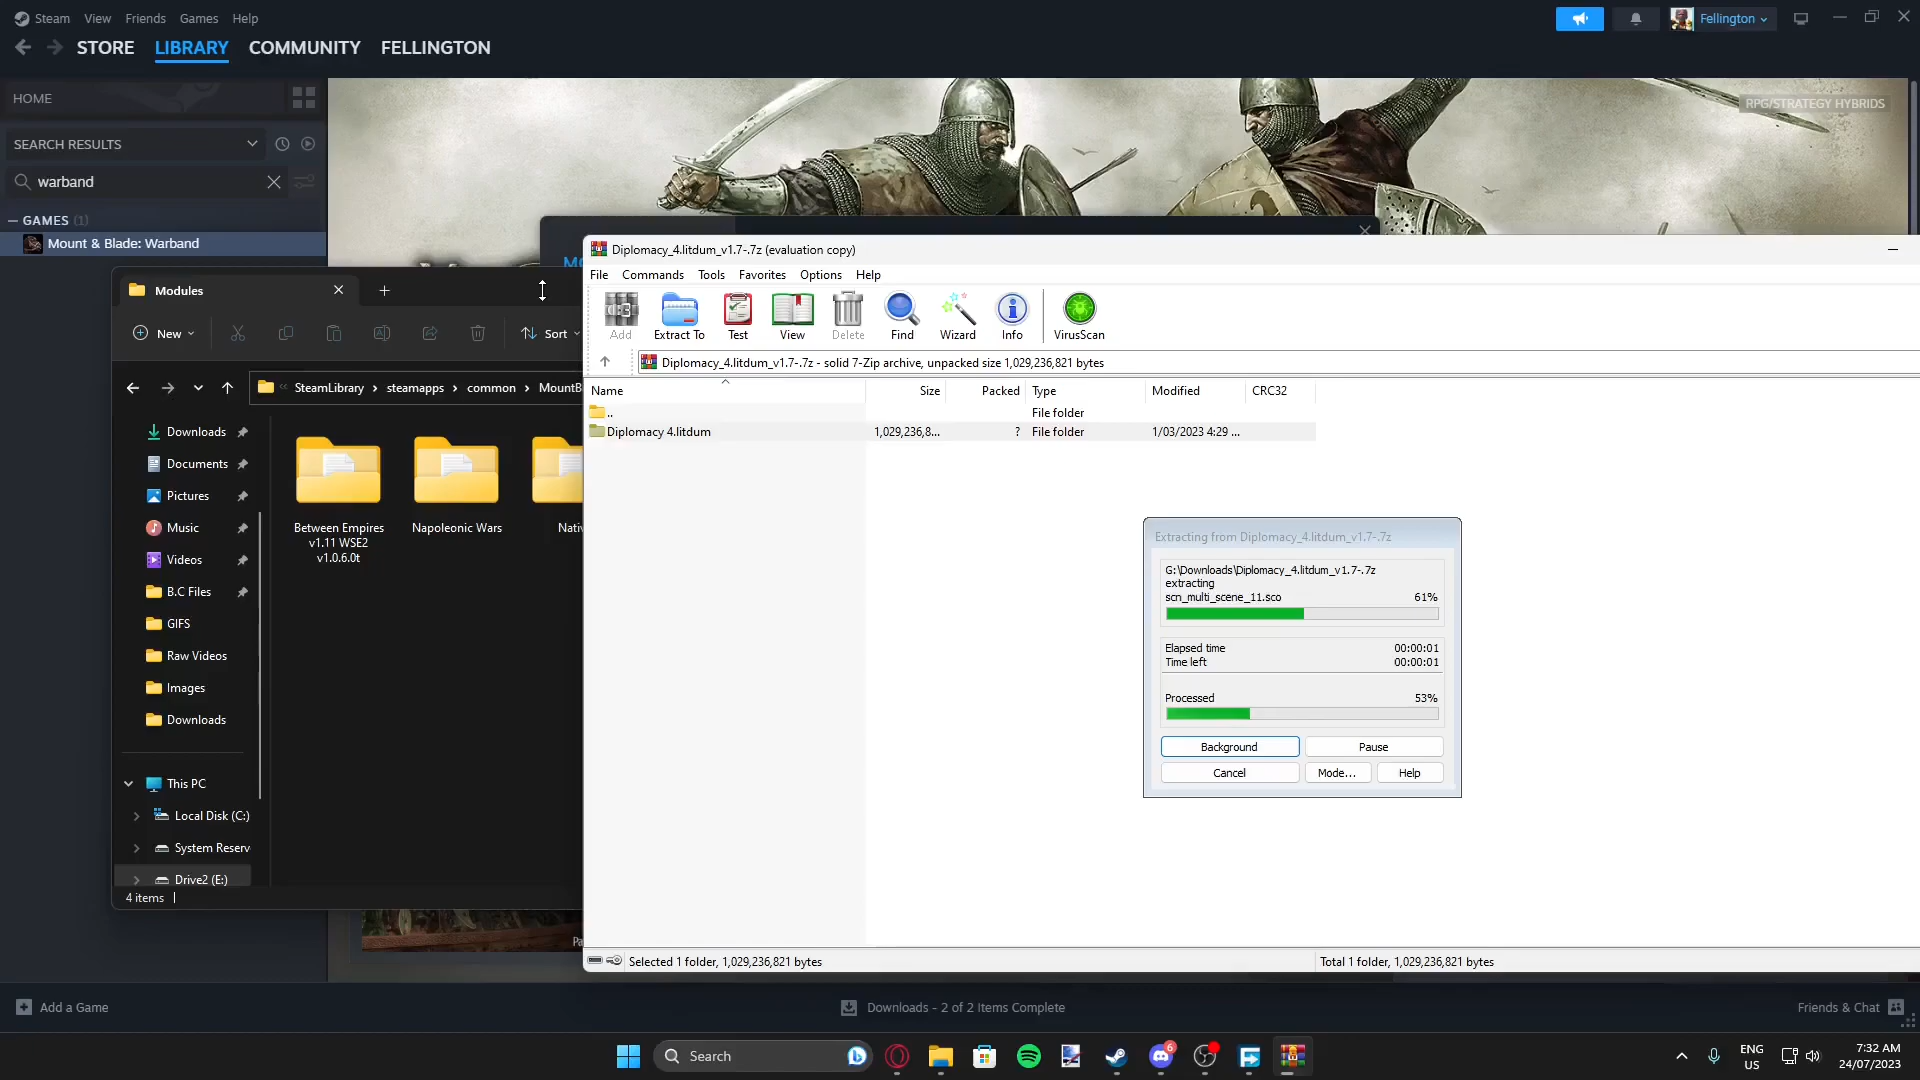 Steam View Friends Games Help
Fellington
STORE LIBRARY COMMUNITY FELLINGTON
HOME
RPG/STRATEGY HYBRIDS
SEARCH RESULTS
warband
GAMES (1)
Mount & Blade: Warband
MO
Diplomacy_4.litdum_v1.7-.7z (evaluation copy)
File Commands Tools Favorites Options Help
Add Extract To Test View Delete Find Wizard Info VirusScan
Diplomacy_4.litdum_v1.7-.7z - solid 7-Zip archive, unpacked size 1,029,236,821 bytes
Name Size Packed Type Modified CRC32
.. File folder
Diplomacy 4.litdum 1,029,236,8... ? File folder 1/03/2023 4:29 ...
Modules
New Sort
SteamLibrary steamapps common MountB
Downloads
Documents
Pictures
Music
Videos
B.C Files
GIFS
Raw Videos
Images
Downloads
This PC
Local Disk (C:)
System Reserv
Drive2 (E:)
4 items
Between Empires
v1.11 WSE2
v1.0.6.0t
Napoleonic Wars
Nativ
Extracting from Diplomacy_4.litdum_v1.7-.7z
G:\Downloads\Diplomacy_4.litdum_v1.7-.7z
extracting
scn_multi_scene_11.sco 61%
Elapsed time 00:00:01
Time left 00:00:01
Processed 53%
Background Pause
Cancel Mode... Help
Pa
Selected 1 folder, 1,029,236,821 bytes
Total 1 folder, 1,029,236,821 bytes
Add a Game
Downloads - 2 of 2 Items Complete
Friends & Chat
Search
6
ENG
US
7:32 AM
24/07/2023